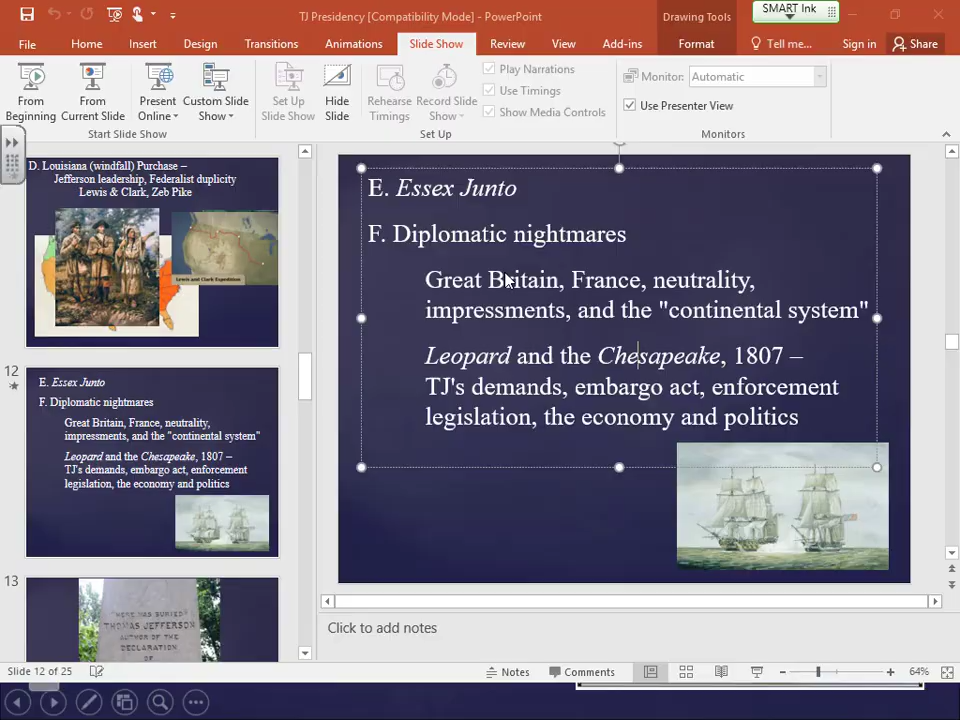 TJ Presidency [Compatibility Mode] - PowerPoint
Drawing Tools
SMART Ink
File
Home
Insert
Design
Transitions
Animations
Slide Show
Review
View
Add-ins
Format
Tell me...
Sign in
Share
From Beginning
From Current Slide
Present Online
Custom Slide Show
Set Up Slide Show
Hide Slide
Rehearse Timings
Record Slide Show
Play Narrations
Use Timings
Show Media Controls
Monitor: Automatic
Use Presenter View
Start Slide Show
Set Up
Monitors
D. Louisiana (windfall) Purchase –
Jefferson leadership, Federalist duplicity
Lewis & Clark, Zeb Pike
Lewis and Clark Expedition
12
E. Essex Junto
F. Diplomatic nightmares
Great Britain, France, neutrality,
impressments, and the "continental system"
Leopard and the Chesapeake, 1807 –
TJ's demands, embargo act, enforcement
legislation, the economy and politics
13
HERE WAS BURIED
THOMAS JEFFERSON
AUTHOR OF THE
DECLARATION
OF
E. Essex Junto
F. Diplomatic nightmares
Great Britain, France, neutrality,
impressments, and the "continental system"
Leopard and the Chesapeake, 1807 –
TJ's demands, embargo act, enforcement
legislation, the economy and politics
Click to add notes
Slide 12 of 25
Notes
Comments
64%